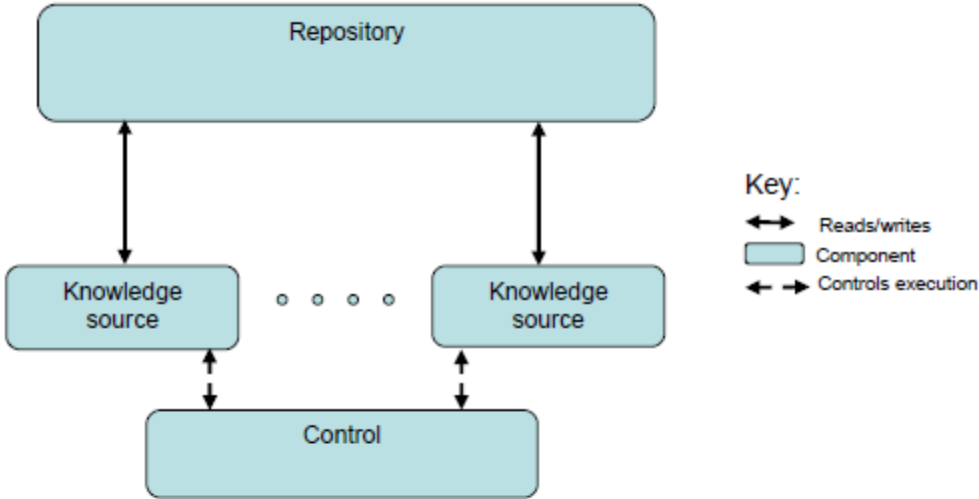 Repository
Knowledge
source
Knowledge
source
Control
Key:
Reads/writes
Component
Controls execution